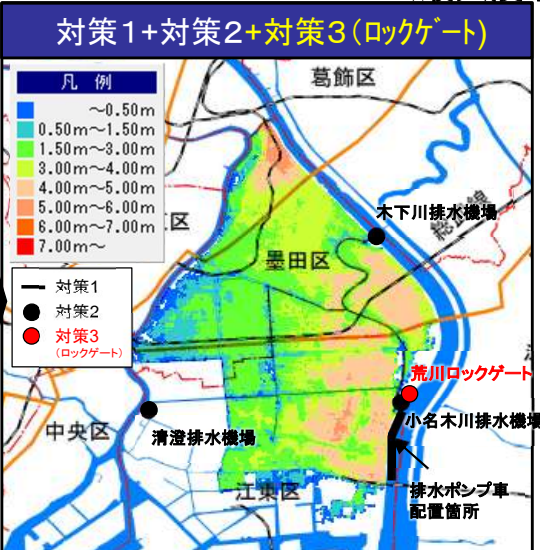 対策1+対策2+対策3(ロックゲート)
凡 例
～0.50m
0.50m～1.50m
1.50m～3.00m
3.00m～4.00m
4.00m～5.00m
5.00m～6.00m
6.00m～7.00m
7.00m～
対策1
対策2
対策3
(ロックゲート)
葛飾区
区
木下川排水機場
総武線
墨田区
荒川ロックゲート
小名木川排水機場
中央区
清澄排水機場
江東区
排水ポンプ車
配置箇所